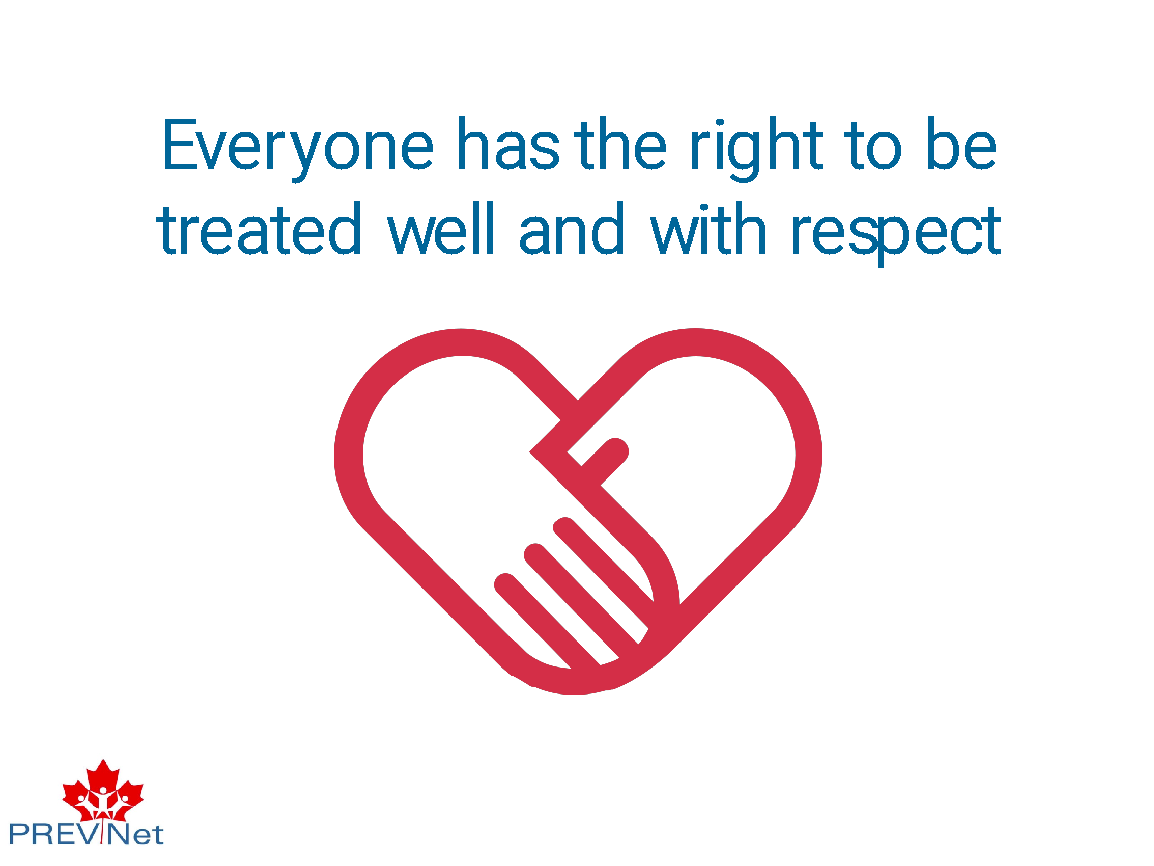 Everyone has the right to be
treated well and with respect
PREVNet